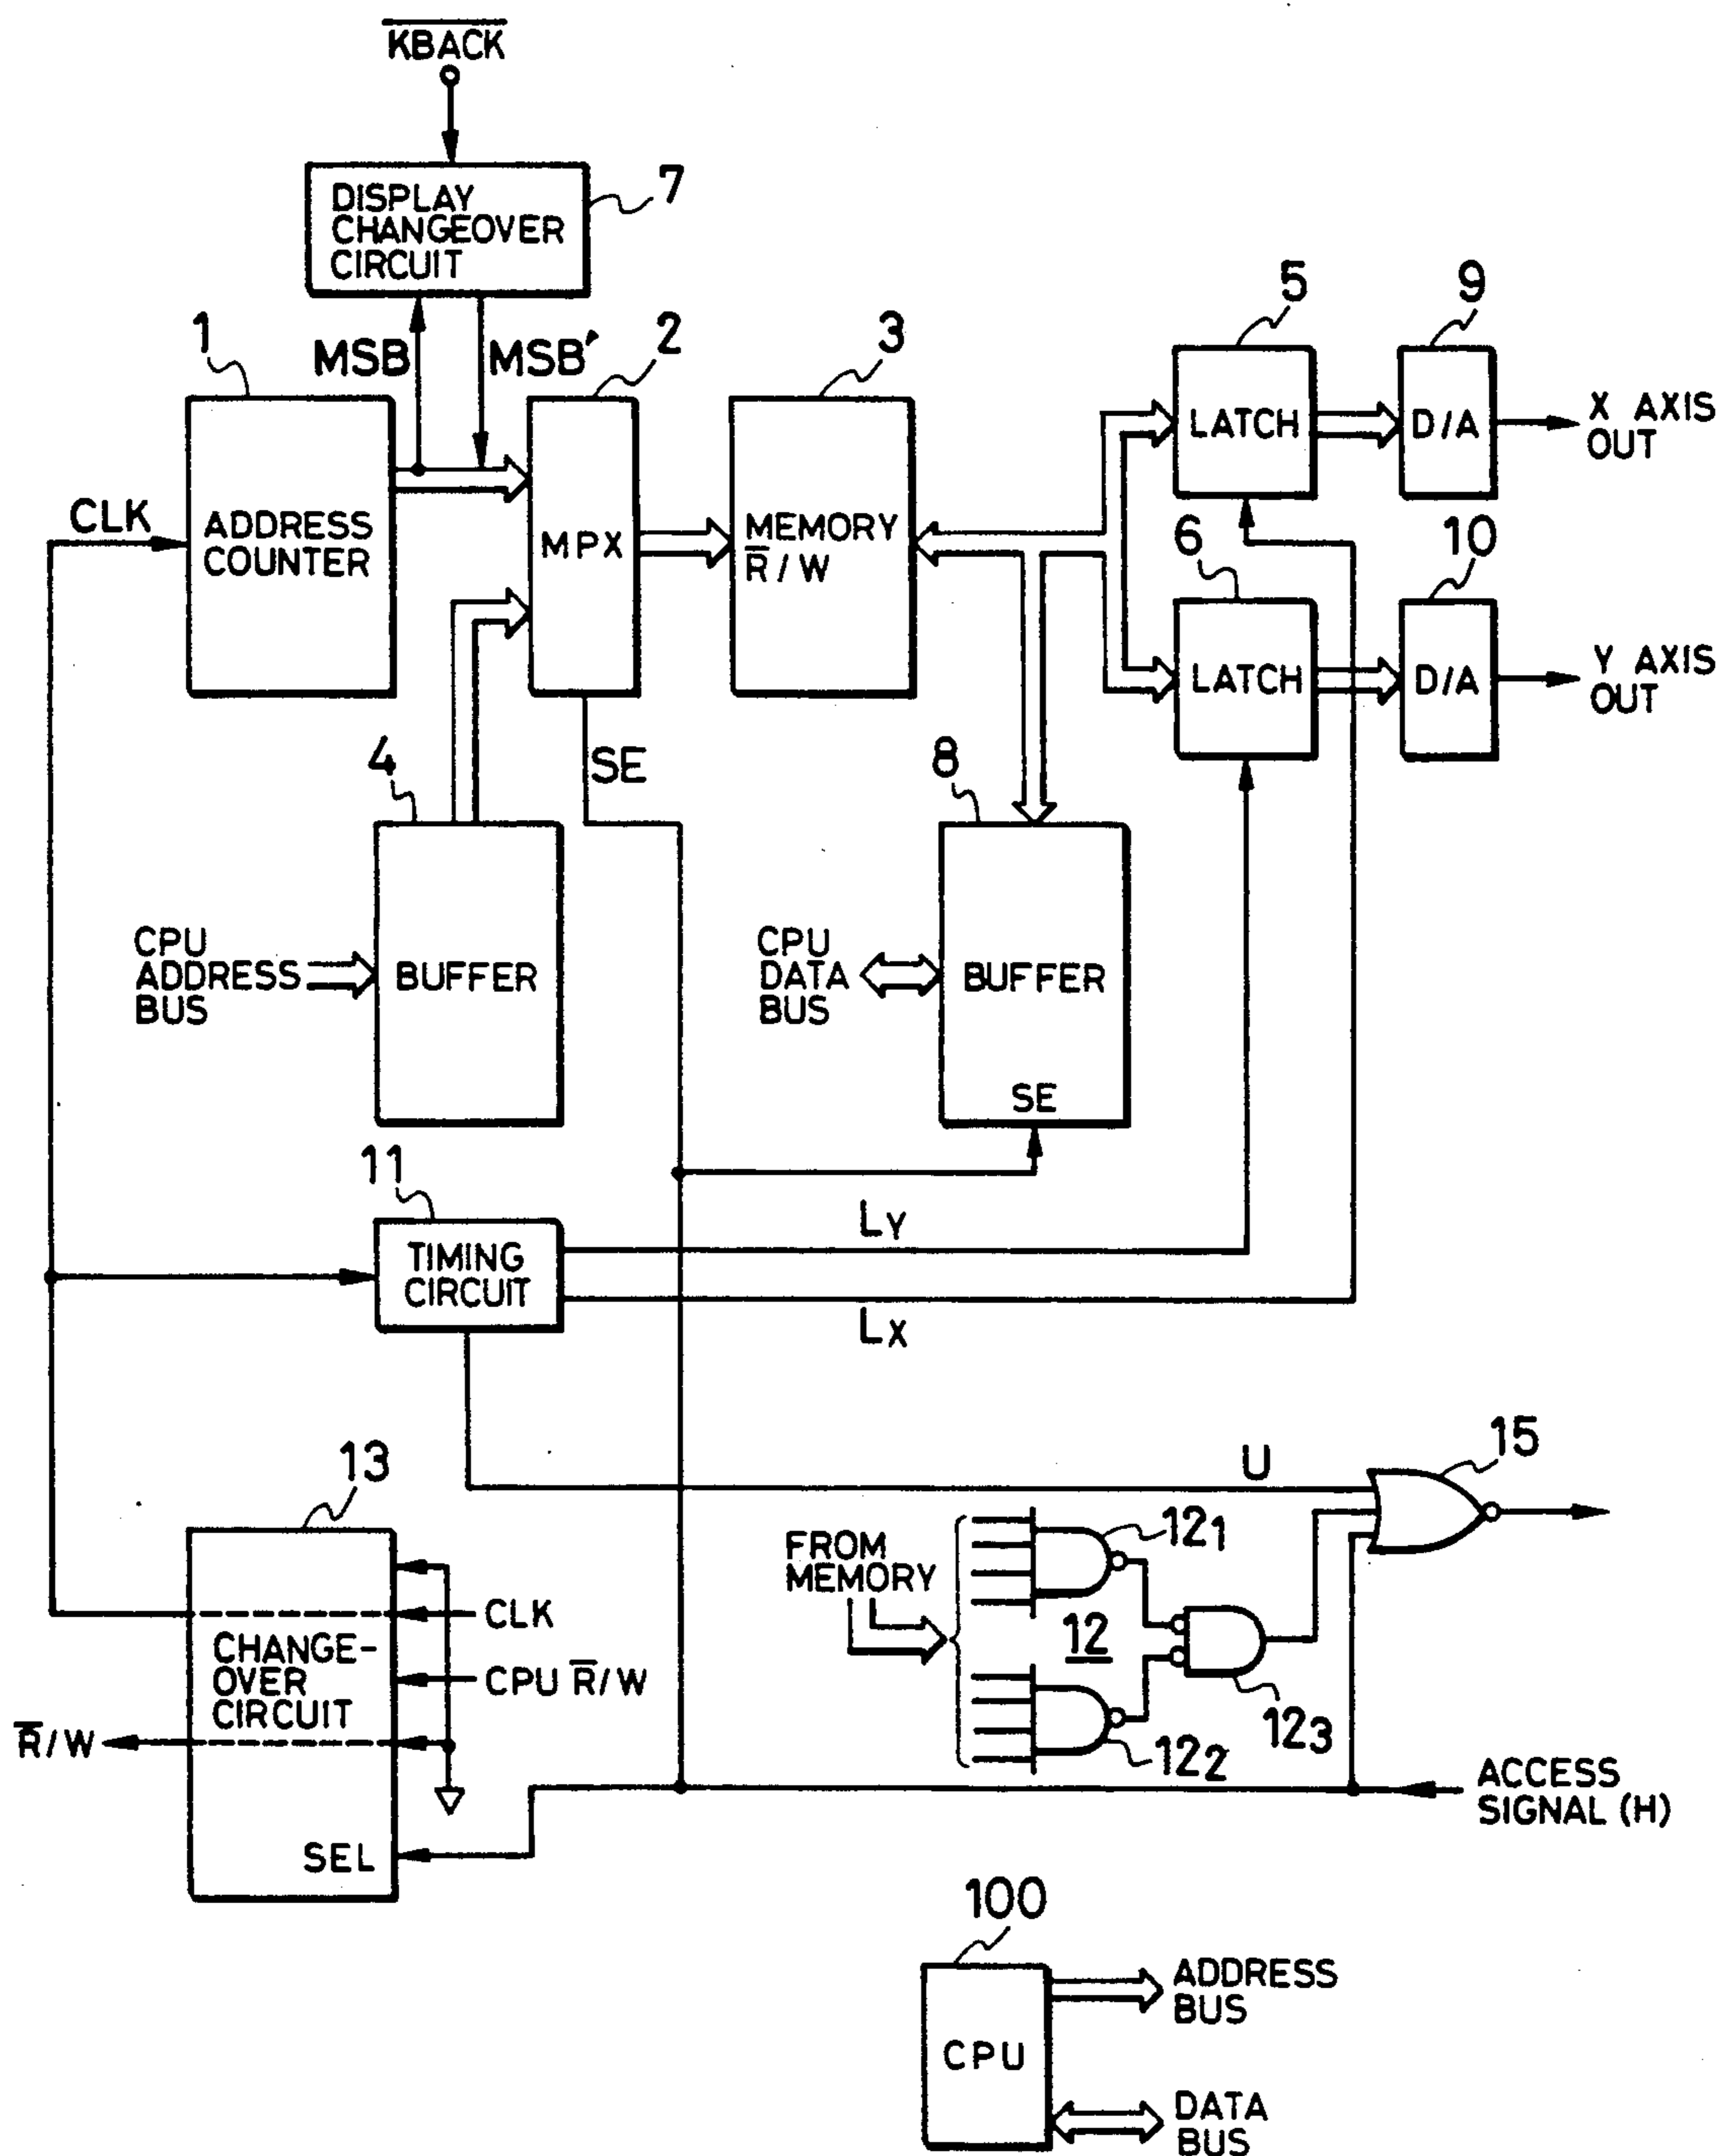 K̅B̅A̅C̅K̅
DISPLAY
CHANGEOVER
CIRCUIT
7
1
MSB
MSB'
2
3
5
9
CLK
ADDRESS
COUNTER
MPX
MEMORY
R̅/W
LATCH
D/A
X AXIS
OUT
6
10
LATCH
D/A
Y AXIS
OUT
4
SE
8
CPU
ADDRESS
BUS
BUFFER
CPU
DATA
BUS
BUFFER
SE
11
TIMING
CIRCUIT
LY
LX
13
U
15
CHANGE-
OVER
CIRCUIT
CLK
CPU R̅/W
R̅/W
SEL
FROM
MEMORY
121
12
122
123
ACCESS
SIGNAL (H)
100
CPU
ADDRESS
BUS
DATA
BUS